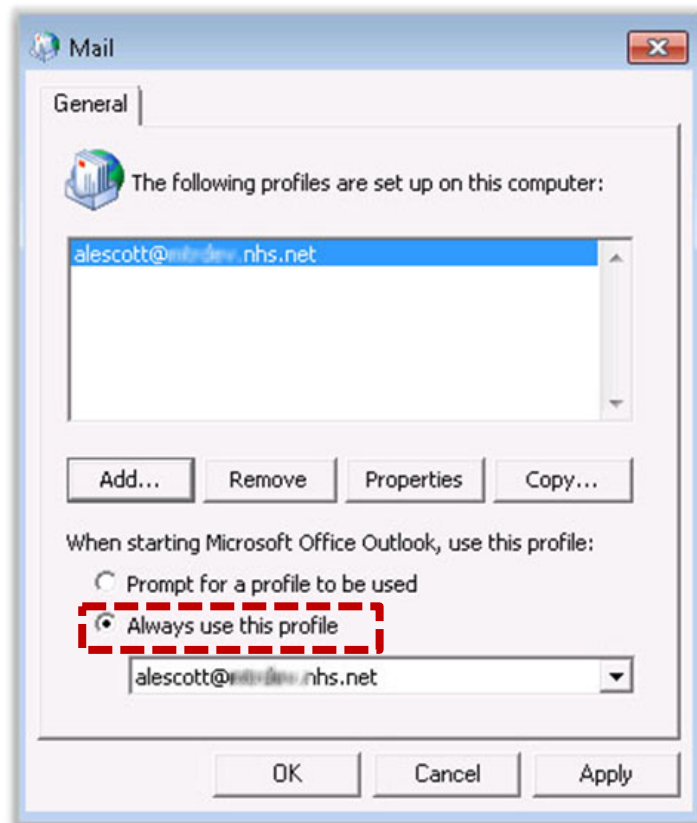 Mail
General
The following profiles are set up on this computer:
alescott@ .nhs.net
Add... Remove Properties Copy...
When starting Microsoft Office Outlook, use this profile:
Prompt for a profile to be used
Always use this profile
alescott@ nhs.net
OK Cancel Apply